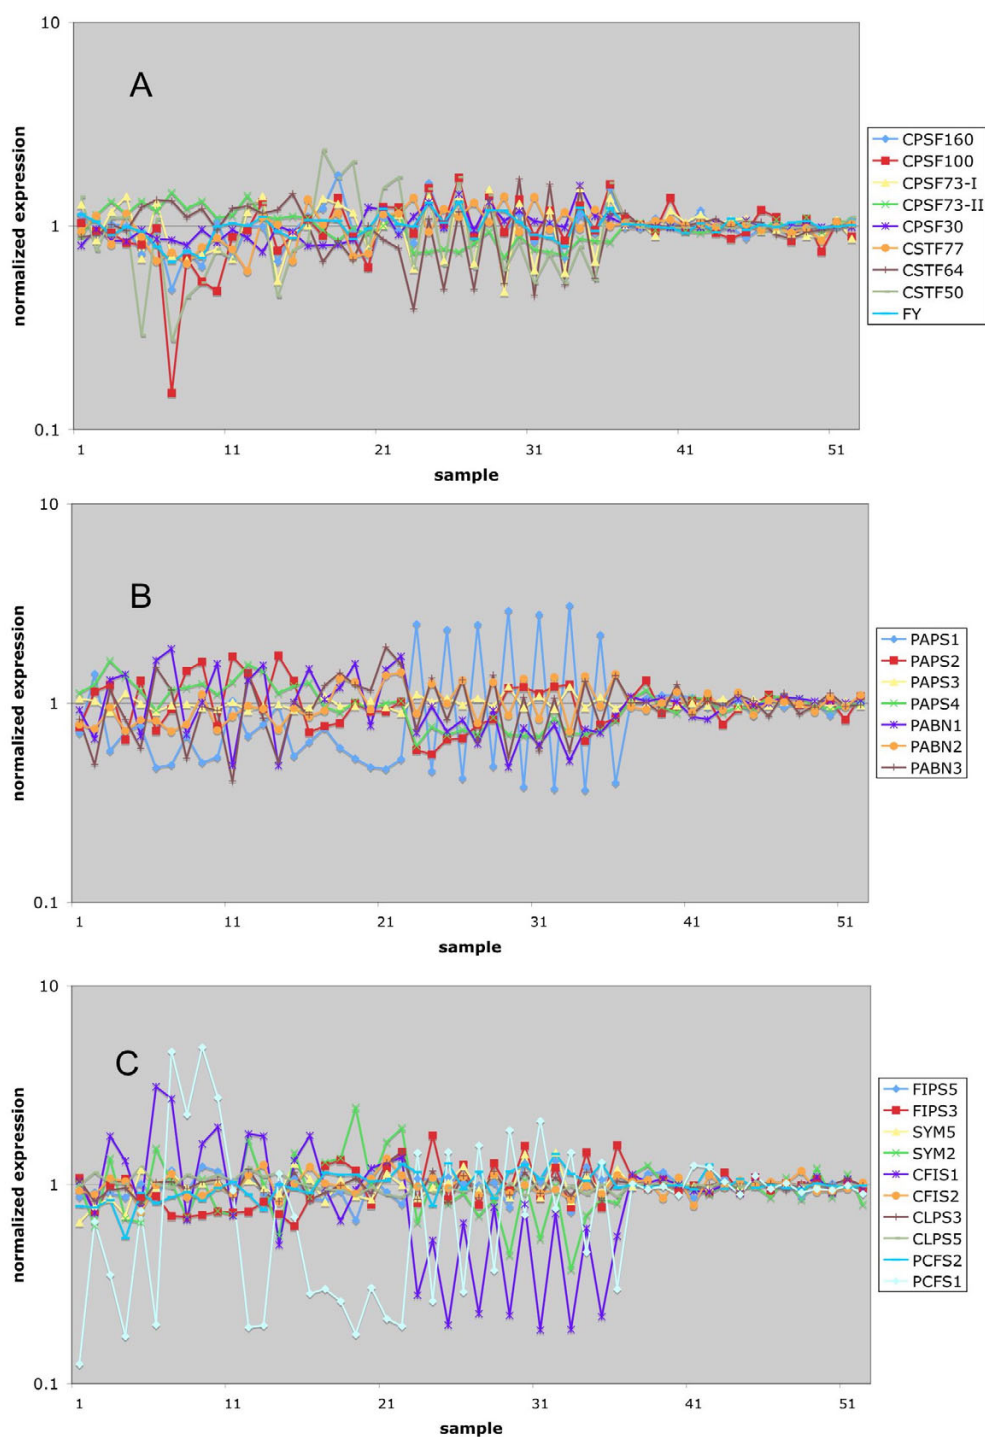 10
A
normalized expression
1
0.1
1 11 21 31 41 51
sample
CPSF160
CPSF100
CPSF73-I
CPSF73-II
CPSF30
CSTF77
CSTF64
CSTF50
FY
10
B
normalized expression
1
0.1
1 11 21 31 41 51
sample
PAPS1
PAPS2
PAPS3
PAPS4
PABN1
PABN2
PABN3
10
C
normalized expression
1
0.1
1 11 21 31 41 51
sample
FIPS5
FIPS3
SYM5
SYM2
CFIS1
CFIS2
CLPS3
CLPS5
PCFS2
PCFS1